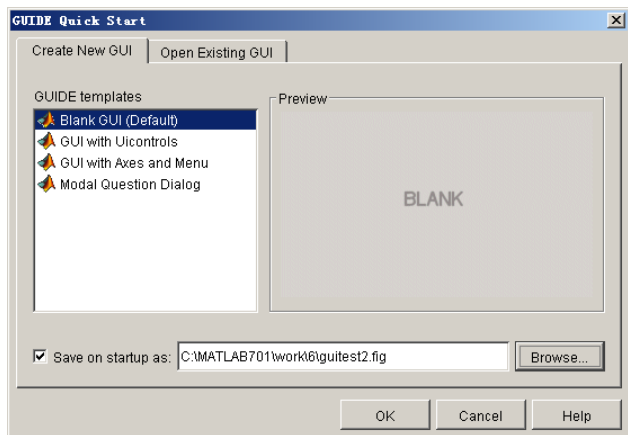 GUIDE Quick Start
Create New GUI
Open Existing GUI
GUIDE templates
Blank GUI (Default)
GUI with Uicontrols
GUI with Axes and Menu
Modal Question Dialog
Preview
BLANK
Save on startup as: C:\MATLAB701\work\6\guitest2.fig Browse...
OK Cancel Help